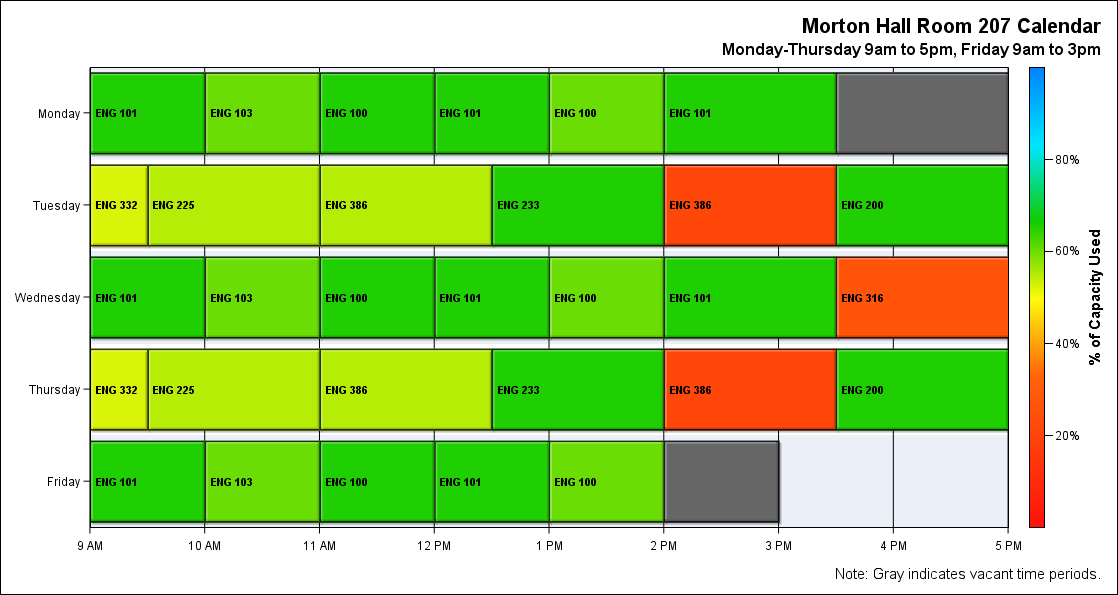 Morton Hall Room 207 Calendar
Monday-Thursday 9am to 5pm, Friday 9am to 3pm
Monday ENG 101 ENG 103 ENG 100 ENG 101 ENG 100 ENG 101
Tuesday ENG 332 ENG 225 ENG 386 ENG 233 ENG 386 ENG 200
Wednesday ENG 101 ENG 103 ENG 100 ENG 101 ENG 100 ENG 101 ENG 316
Thursday ENG 332 ENG 225 ENG 386 ENG 233 ENG 386 ENG 200
Friday ENG 101 ENG 103 ENG 100 ENG 101 ENG 100
9 AM 10 AM 11 AM 12 PM 1 PM 2 PM 3 PM 4 PM 5 PM
80%
60%
40%
20%
% of Capacity Used
Note: Gray indicates vacant time periods.